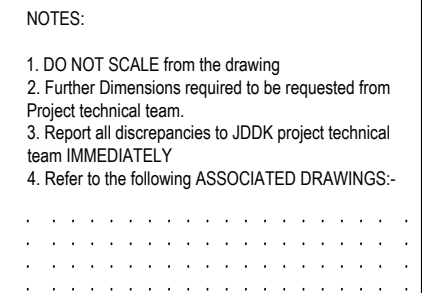 NOTES:
1. DO NOT SCALE from the drawing
2. Further Dimensions required to be requested from
Project technical team.
3. Report all discrepancies to JDDK project technical
team IMMEDIATELY
4. Refer to the following ASSOCIATED DRAWINGS:-
. . . . . . . . . . . . . . . . . . . . .
. . . . . . . . . . . . . . . . . . . . .
. . . . . . . . . . . . . . . . . . . . .
. . . . . . . . . . . . . . . . . . . . .